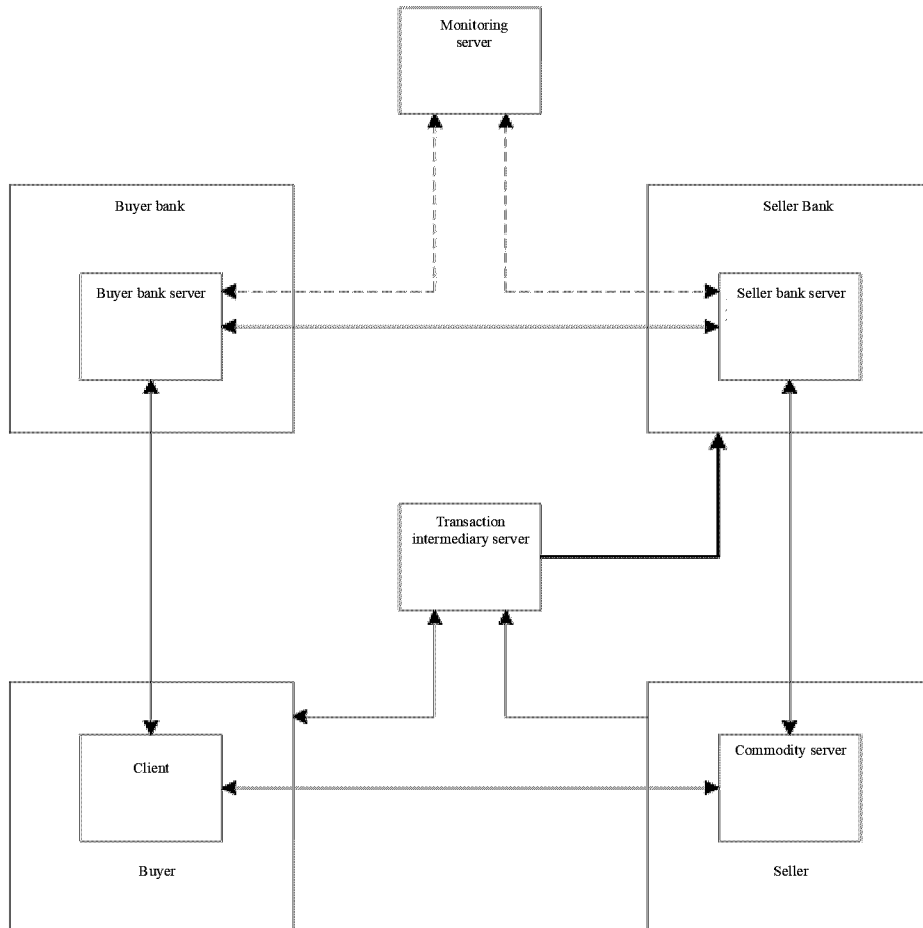 Monitoring
server
Buyer bank
Seller Bank
Buyer bank server
Seller bank server
Transaction
intermediary server
Client
Commodity server
Buyer
Seller